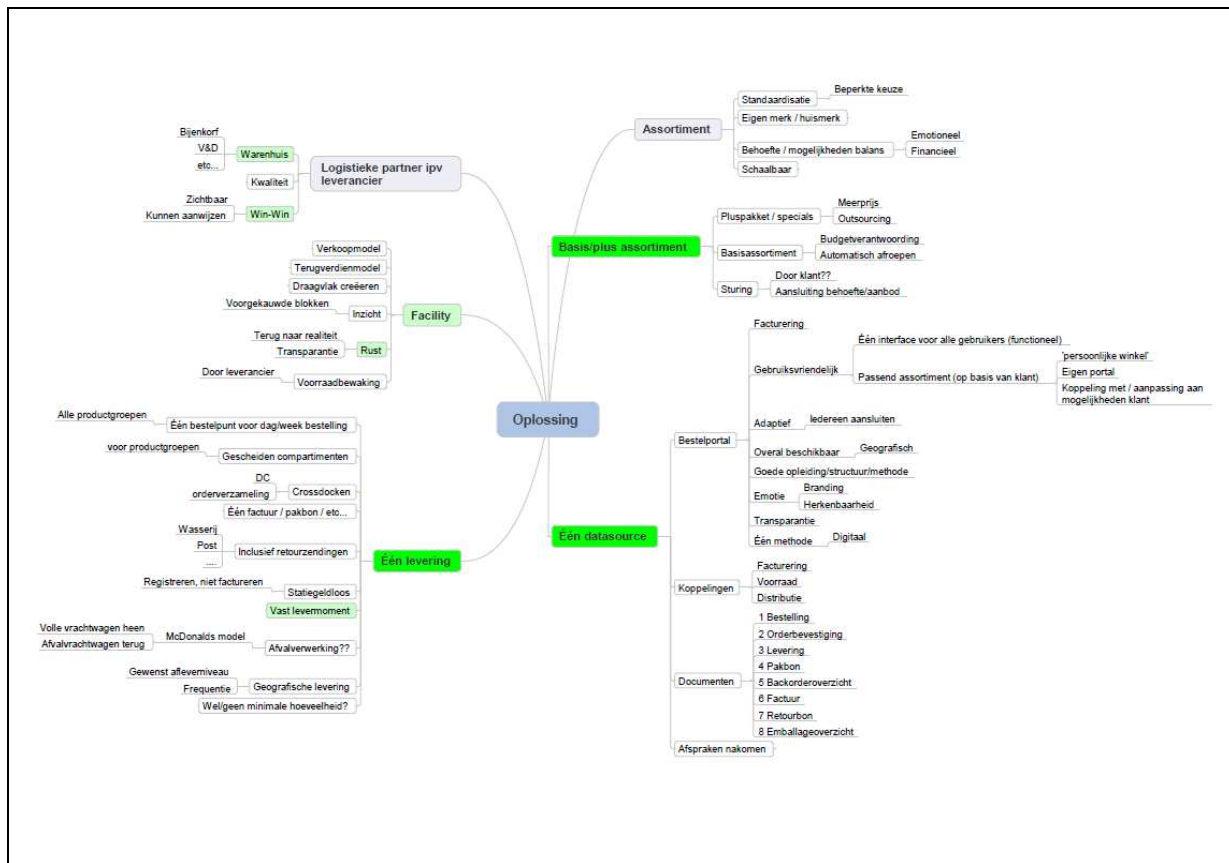 Oplossing
Assortiment
Standaardisatie
Beperkte keuze
Eigen merk / huismerk
Behoefte / mogelijkheden balans
Emotioneel
Financieel
Schaalbaar
Basis/plus assortiment
Pluspakket / specials
Meerprijs
Outsourcing
Basisassortiment
Budgetverantwoording
Automatisch afroepen
Sturing
Door klant??
Aansluiting behoefte/aanbod
Één datasource
Bestelportal
Facturering
Gebruiksvriendelijk
Één interface voor alle gebruikers (functioneel)
Passend assortiment (op basis van klant)
'persoonlijke winkel'
Eigen portal
Koppeling met / aanpassing aan
mogelijkheden klant
Adaptief
Iedereen aansluiten
Overal beschikbaar
Geografisch
Goede opleiding/structuur/methode
Emotie
Branding
Herkenbaarheid
Transparantie
Één methode
Digitaal
Koppelingen
Facturering
Voorraad
Distributie
Documenten
1 Bestelling
2 Orderbevestiging
3 Levering
4 Pakbon
5 Backorderoverzicht
6 Factuur
7 Retourbon
8 Emballageoverzicht
Afspraken nakomen
Logistieke partner ipv
leverancier
Warenhuis
Bijenkorf
V&D
etc...
Kwaliteit
Win-Win
Zichtbaar
Kunnen aanwijzen
Facility
Verkoopmodel
Terugverdienmodel
Draagvlak creëeren
Inzicht
Voorgekauwde blokken
Rust
Terug naar realiteit
Transparantie
Voorraadbewaking
Door leverancier
Één levering
Één bestelpunt voor dag/week bestelling
Alle productgroepen
Gescheiden compartimenten
voor productgroepen
Crossdocken
DC
orderverzameling
Één factuur / pakbon / etc...
Inclusief retourzendingen
Wasserij
Post
....
Statiegeldloos
Registreren, niet factureren
Vast levermoment
Afvalverwerking??
McDonalds model
Volle vrachtwagen heen
Afvalvrachtwagen terug
Geografische levering
Gewenst afleverniveau
Frequentie
Wel/geen minimale hoeveelheid?